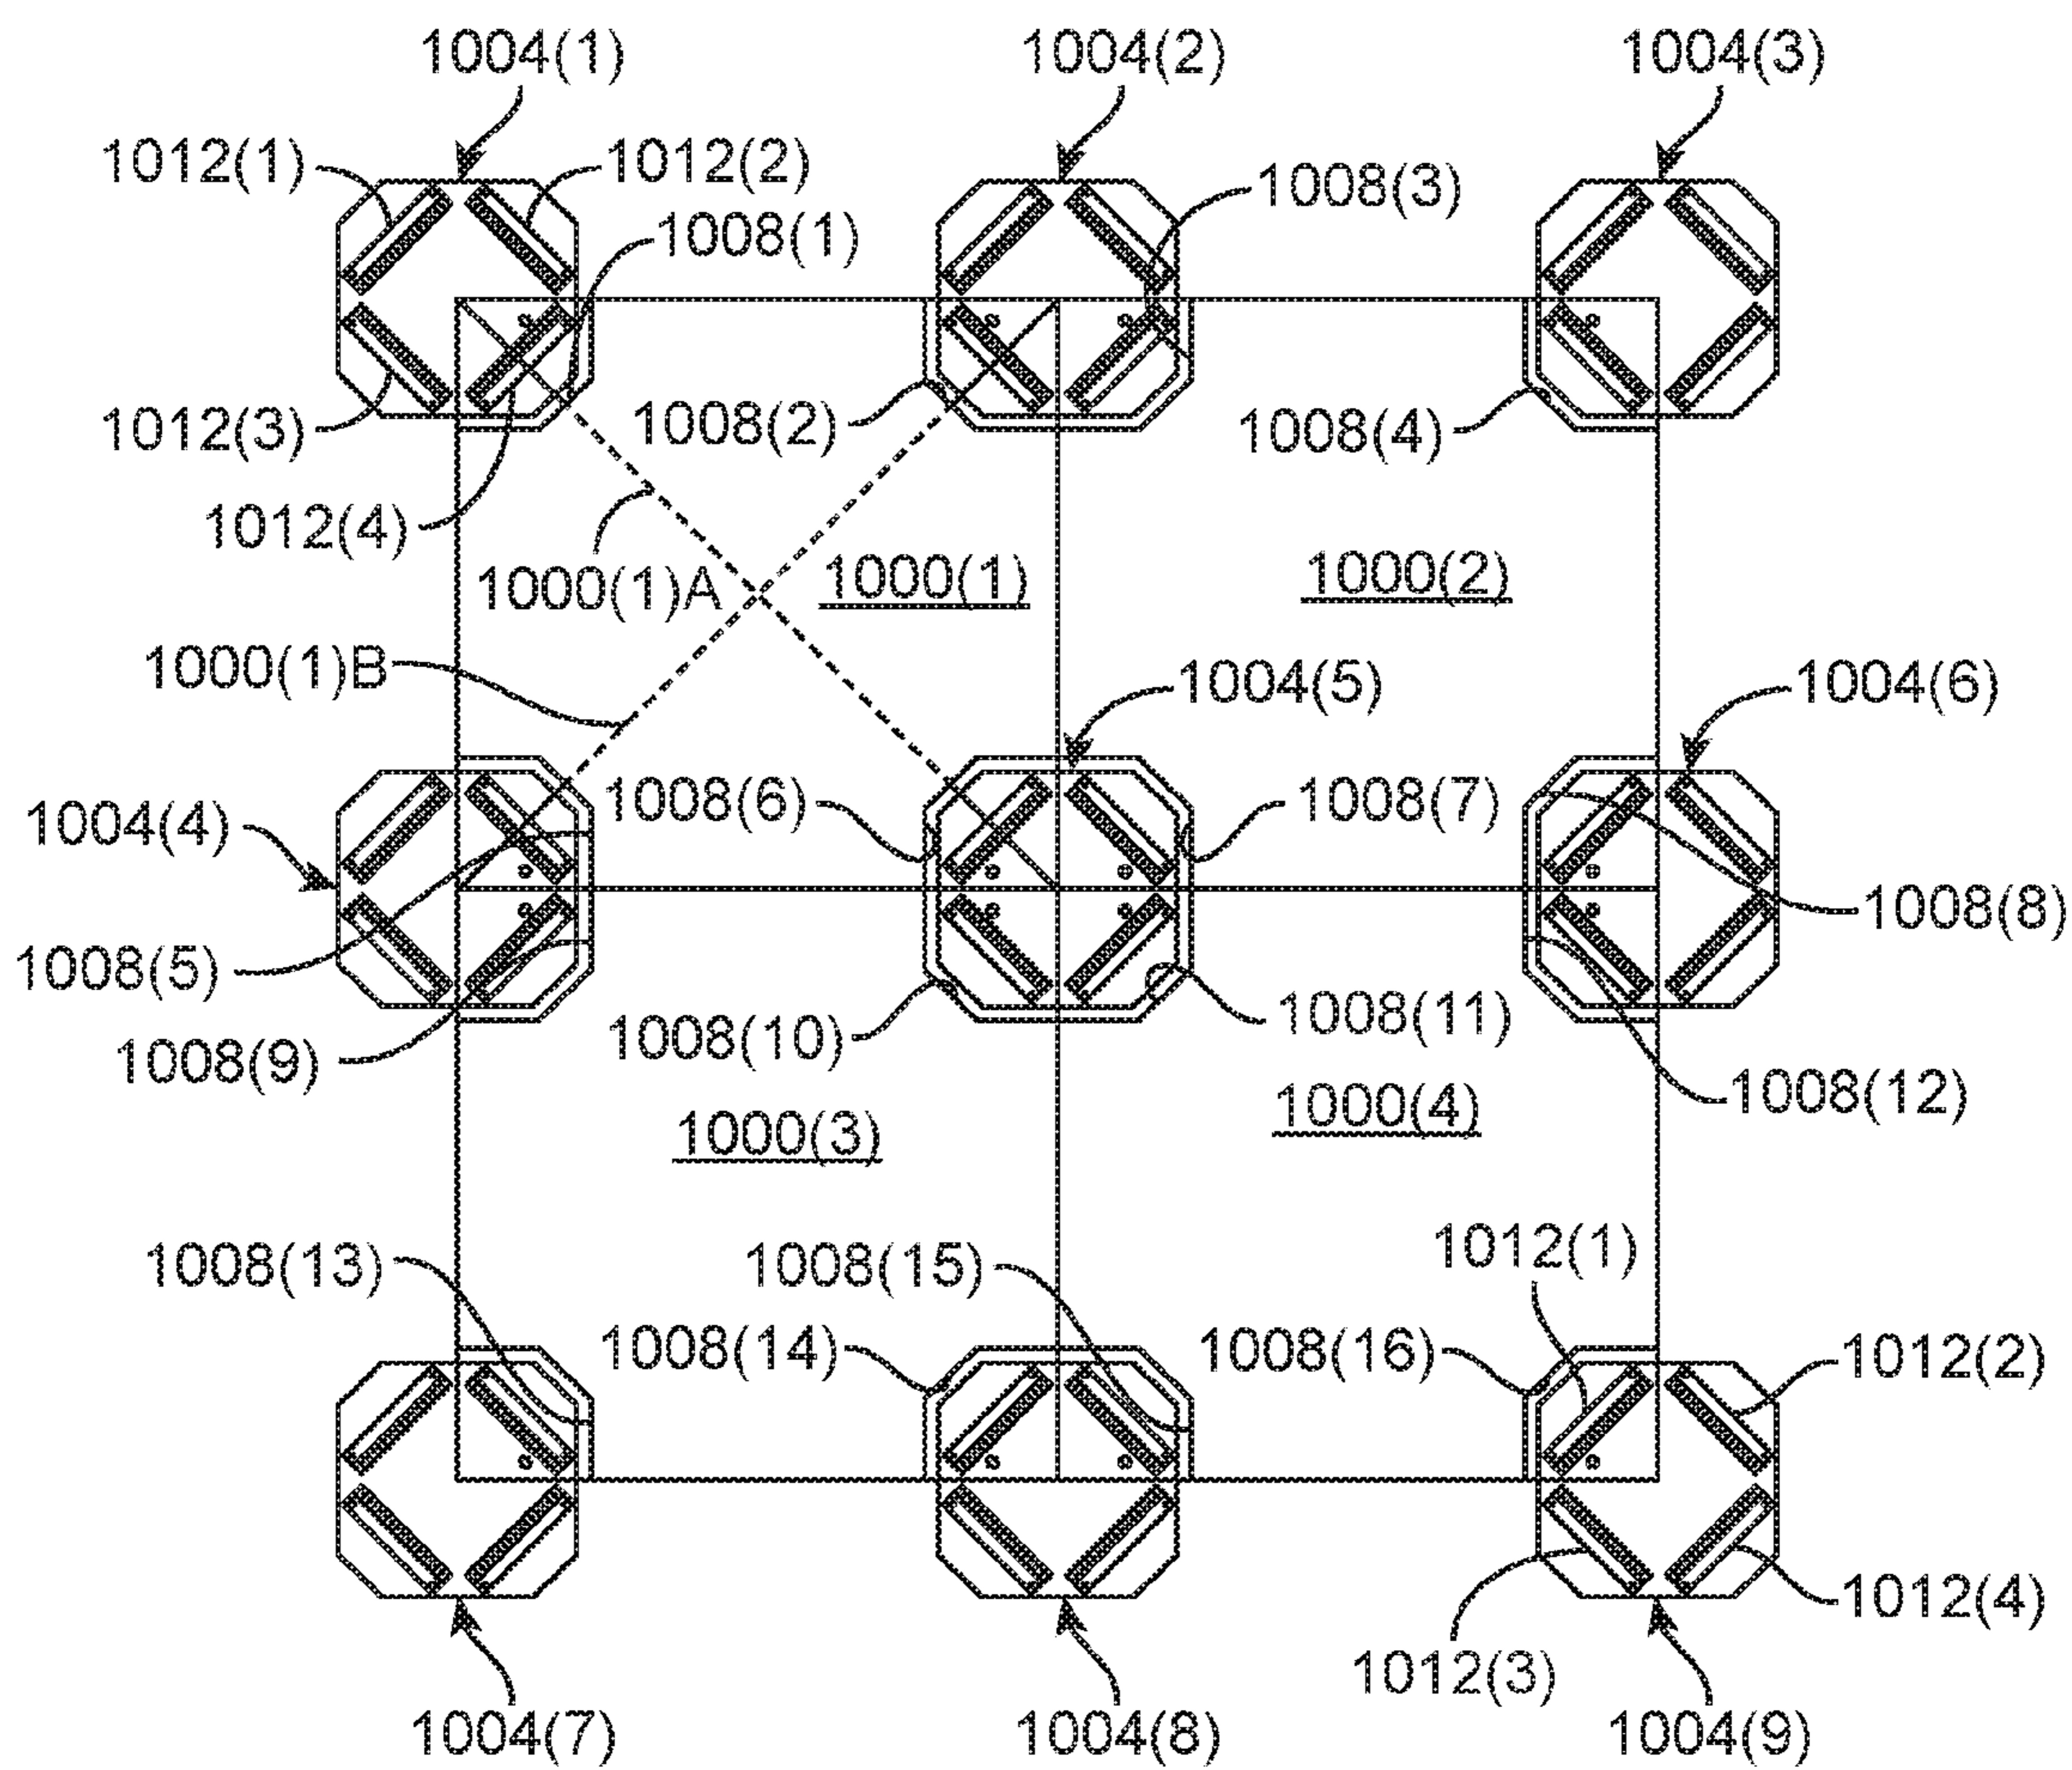 1004(1) 1004(2) 1004(3)
1012(1) 1012(2) 1008(3)
1008(1)
1012(3) 1008(2) 1008(4)
1012(4)
1000(1)A 1000(1) 1000(2)
1000(1)B 1004(5) 1004(6)
1004(4) 1008(6) 1008(7)
1008(8)
1008(5)
1008(9) 1008(10) 1008(11)
1000(3) 1000(4) 1008(12)
1008(13) 1008(15) 1012(1)
1008(14) 1008(16) 1012(2)
1012(4)
1012(3)
1004(7) 1004(8) 1004(9)